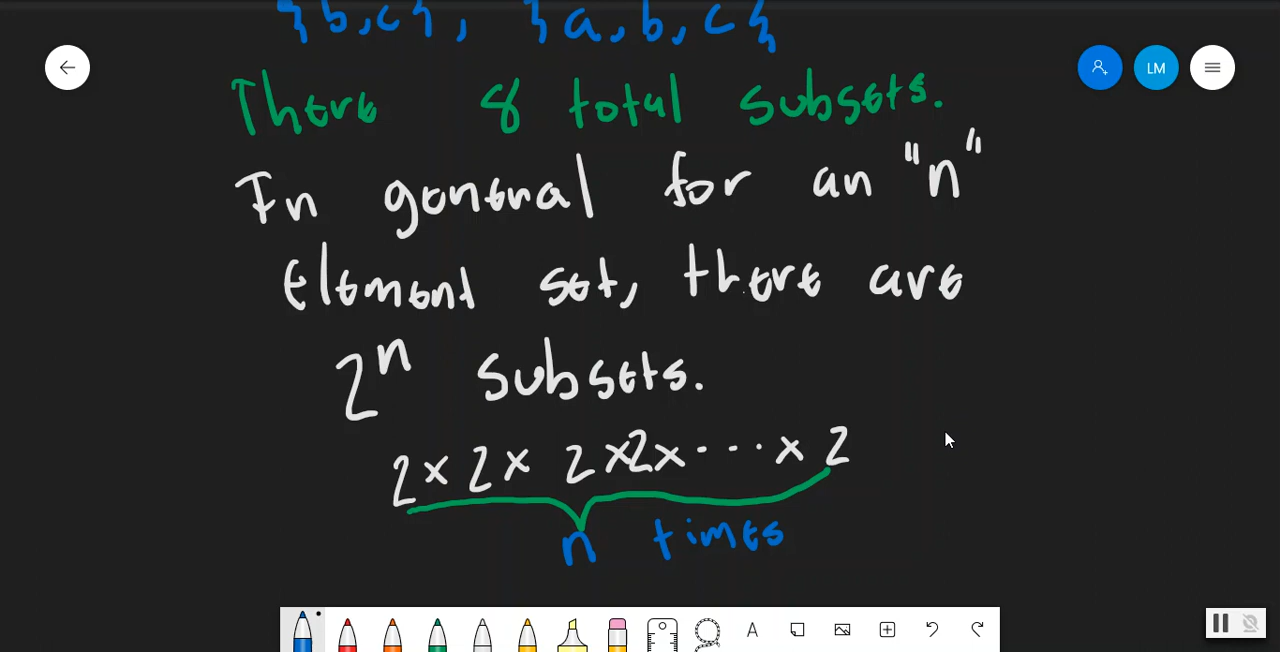 {b,c}, {a,b,c}
There 8 total subsets.
In general for an "n"
element set, there are
2ⁿ subsets.
2 × 2 × 2 × 2 × ··· × 2
n times
LM
A